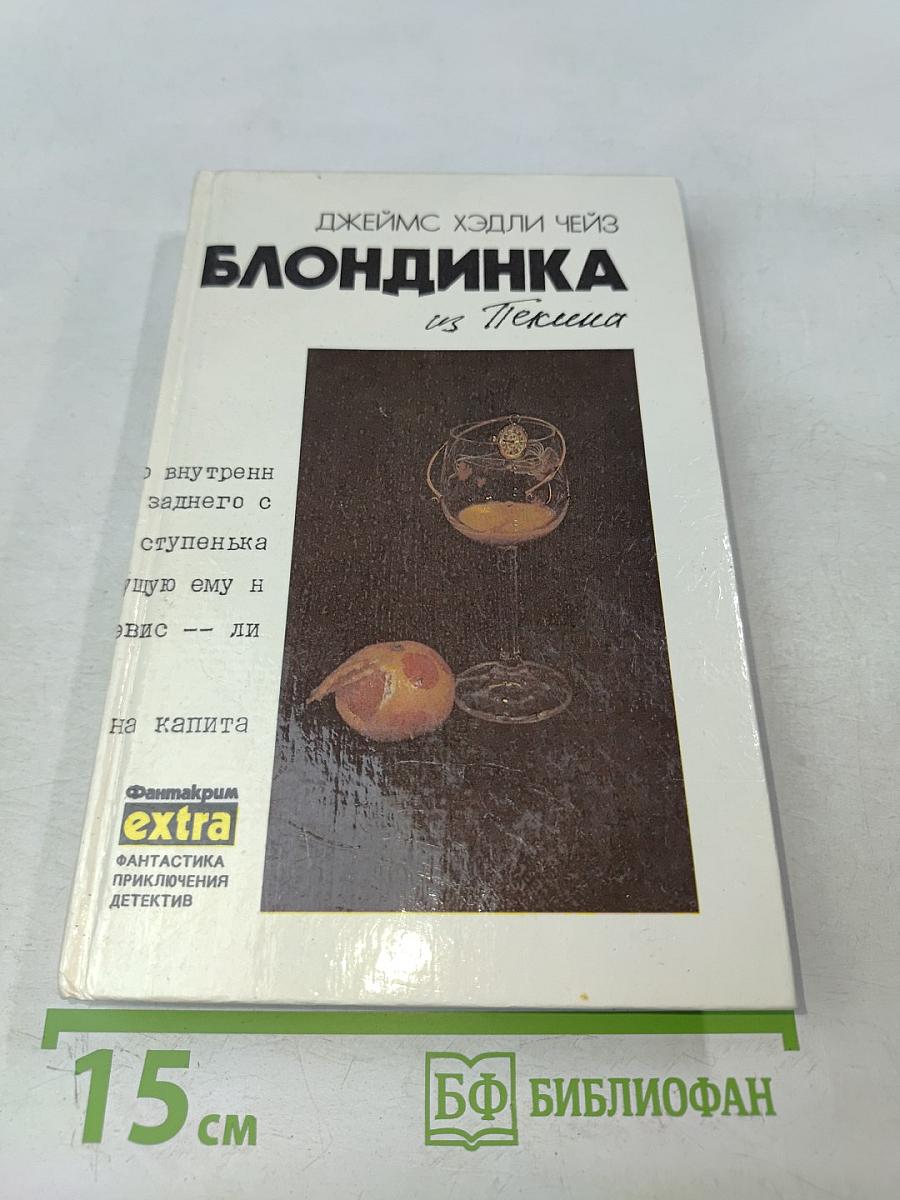 ДЖЕЙМС ХЭДЛИ ЧЕЙЗ
БЛОНДИНКА
из Пекина
о внутренн
заднего с
ступенька
ущую ему н
эвис -- ли
на капита
Фантакрим
extra
ФАНТАСТИКА
ПРИКЛЮЧЕНИЯ
ДЕТЕКТИВ
15 см
БФ БИБЛИОФАН